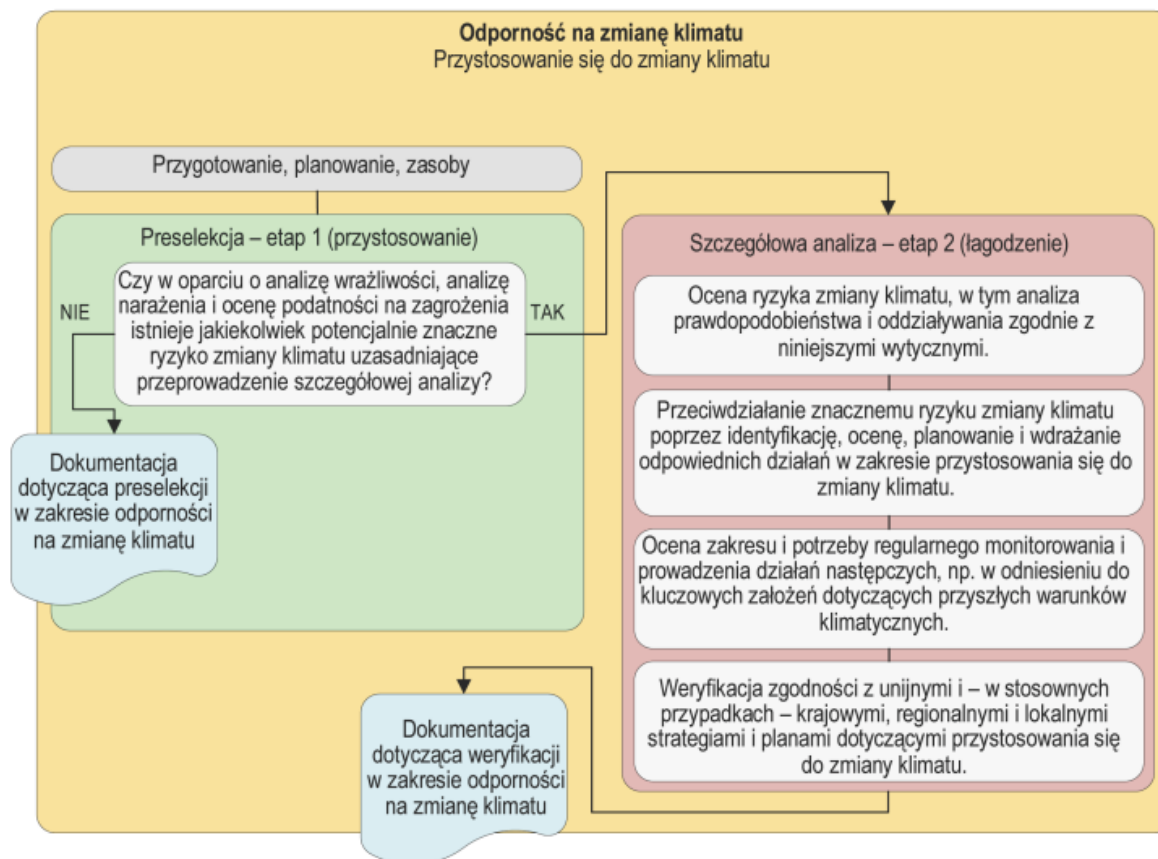 Odporność na zmianę klimatu
Przystosowanie się do zmiany klimatu
Przygotowanie, planowanie, zasoby
Preselekcja – etap 1 (przystosowanie)
Czy w oparciu o analizę wrażliwości, analizę
narażenia i ocenę podatności na zagrożenia
istnieje jakiekolwiek potencjalnie znaczne
ryzyko zmiany klimatu uzasadniające
przeprowadzenie szczegółowej analizy?
NIE
TAK
Dokumentacja
dotycząca preselekcji
w zakresie odporności
na zmianę klimatu
Szczegółowa analiza – etap 2 (łagodzenie)
Ocena ryzyka zmiany klimatu, w tym analiza
prawdopodobieństwa i oddziaływania zgodnie z
niniejszymi wytycznymi.
Przeciwdziałanie znacznemu ryzyku zmiany klimatu
poprzez identyfikację, ocenę, planowanie i wdrażanie
odpowiednich działań w zakresie przystosowania się do
zmiany klimatu.
Ocena zakresu i potrzeby regularnego monitorowania i
prowadzenia działań następczych, np. w odniesieniu do
kluczowych założeń dotyczących przyszłych warunków
klimatycznych.
Weryfikacja zgodności z unijnymi i – w stosownych
przypadkach – krajowymi, regionalnymi i lokalnymi
strategiami i planami dotyczącymi przystosowania się
do zmiany klimatu.
Dokumentacja
dotycząca weryfikacji
w zakresie odporności
na zmianę klimatu